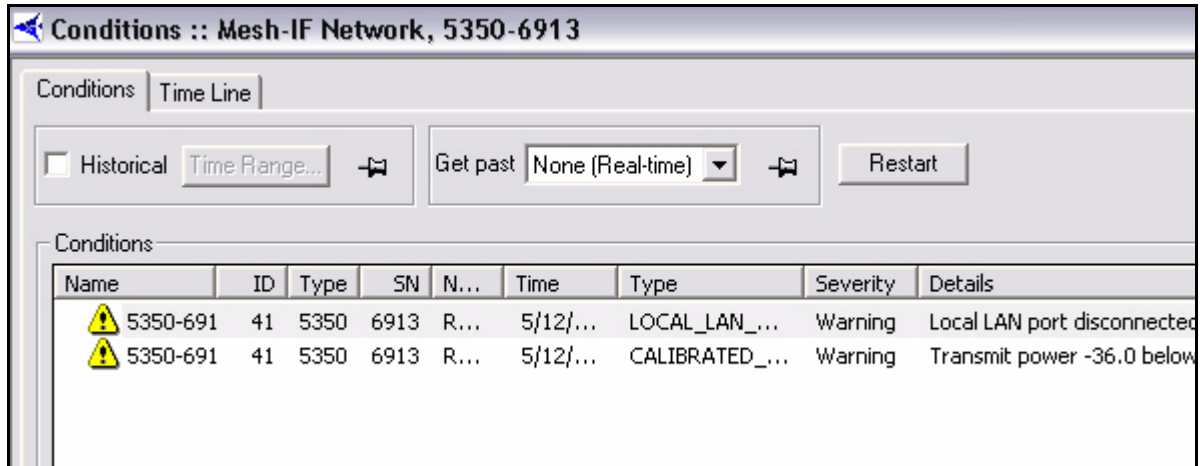 Conditions :: Mesh-IF Network, 5350-6913
Conditions Time Line
Historical Time Range... Get past None (Real-time) Restart
Conditions
Name ID Type SN N... Time Type Severity Details
5350-691 41 5350 6913 R... 5/12/... LOCAL_LAN_... Warning Local LAN port disconnected
5350-691 41 5350 6913 R... 5/12/... CALIBRATED_... Warning Transmit power -36.0 below